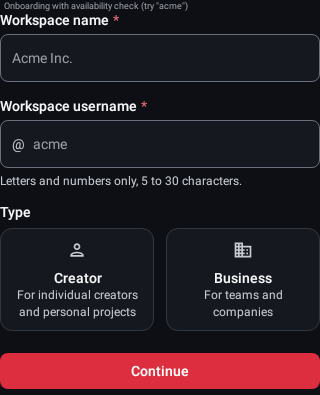 Onboarding with availability check (try "acme")
Workspace name *
Acme Inc.
Workspace username *
@ acme
Letters and numbers only, 5 to 30 characters.
Type
Creator
For individual creators
and personal projects
Business
For teams and
companies
Continue